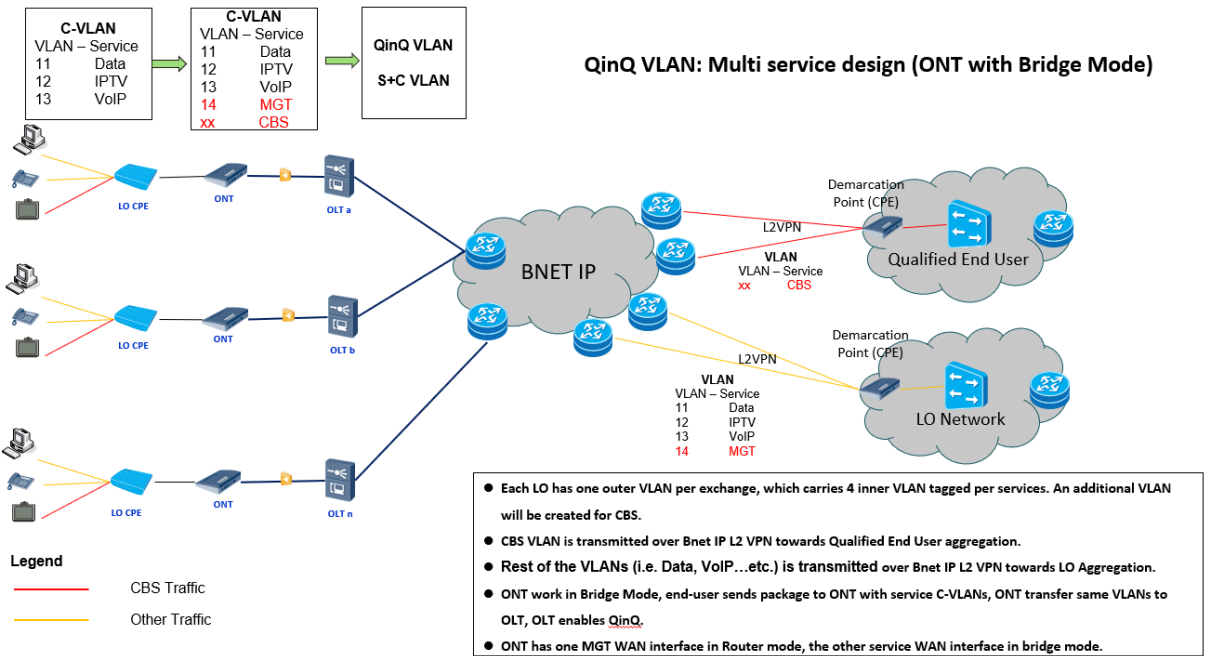 C-VLAN
VLAN – Service
11 Data
12 IPTV
13 VoIP
C-VLAN
VLAN – Service
11 Data
12 IPTV
13 VoIP
14 MGT
xx CBS
QinQ VLAN
S+C VLAN
QinQ VLAN: Multi service design (ONT with Bridge Mode)
LO CPE
ONT
OLT a
LO CPE
ONT
OLT b
LO CPE
ONT
OLT n
BNET IP
L2VPN
VLAN
VLAN – Service
xx CBS
Demarcation
Point (CPE)
Qualified End User
L2VPN
VLAN
VLAN – Service
11 Data
12 IPTV
13 VoIP
14 MGT
Demarcation
Point (CPE)
LO Network
Legend
CBS Traffic
Other Traffic
● Each LO has one outer VLAN per exchange, which carries 4 inner VLAN tagged per services. An additional VLAN
will be created for CBS.
● CBS VLAN is transmitted over Bnet IP L2 VPN towards Qualified End User aggregation.
● Rest of the VLANs (i.e. Data, VoIP…etc.) is transmitted over Bnet IP L2 VPN towards LO Aggregation.
● ONT work in Bridge Mode, end-user sends package to ONT with service C-VLANs, ONT transfer same VLANs to
OLT, OLT enables QinQ.
● ONT has one MGT WAN interface in Router mode, the other service WAN interface in bridge mode.